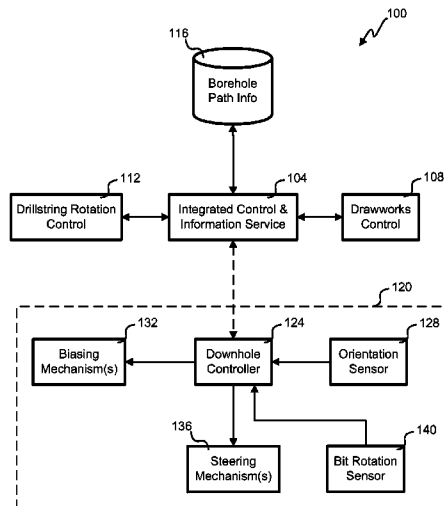 100
116
Borehole
Path Info
112
104
108
Drillstring Rotation
Control
Integrated Control &
Information Service
Drawworks
Control
120
132
124
128
Biasing
Mechanism(s)
Downhole
Controller
Orientation
Sensor
136
140
Steering
Mechanism(s)
Bit Rotation
Sensor